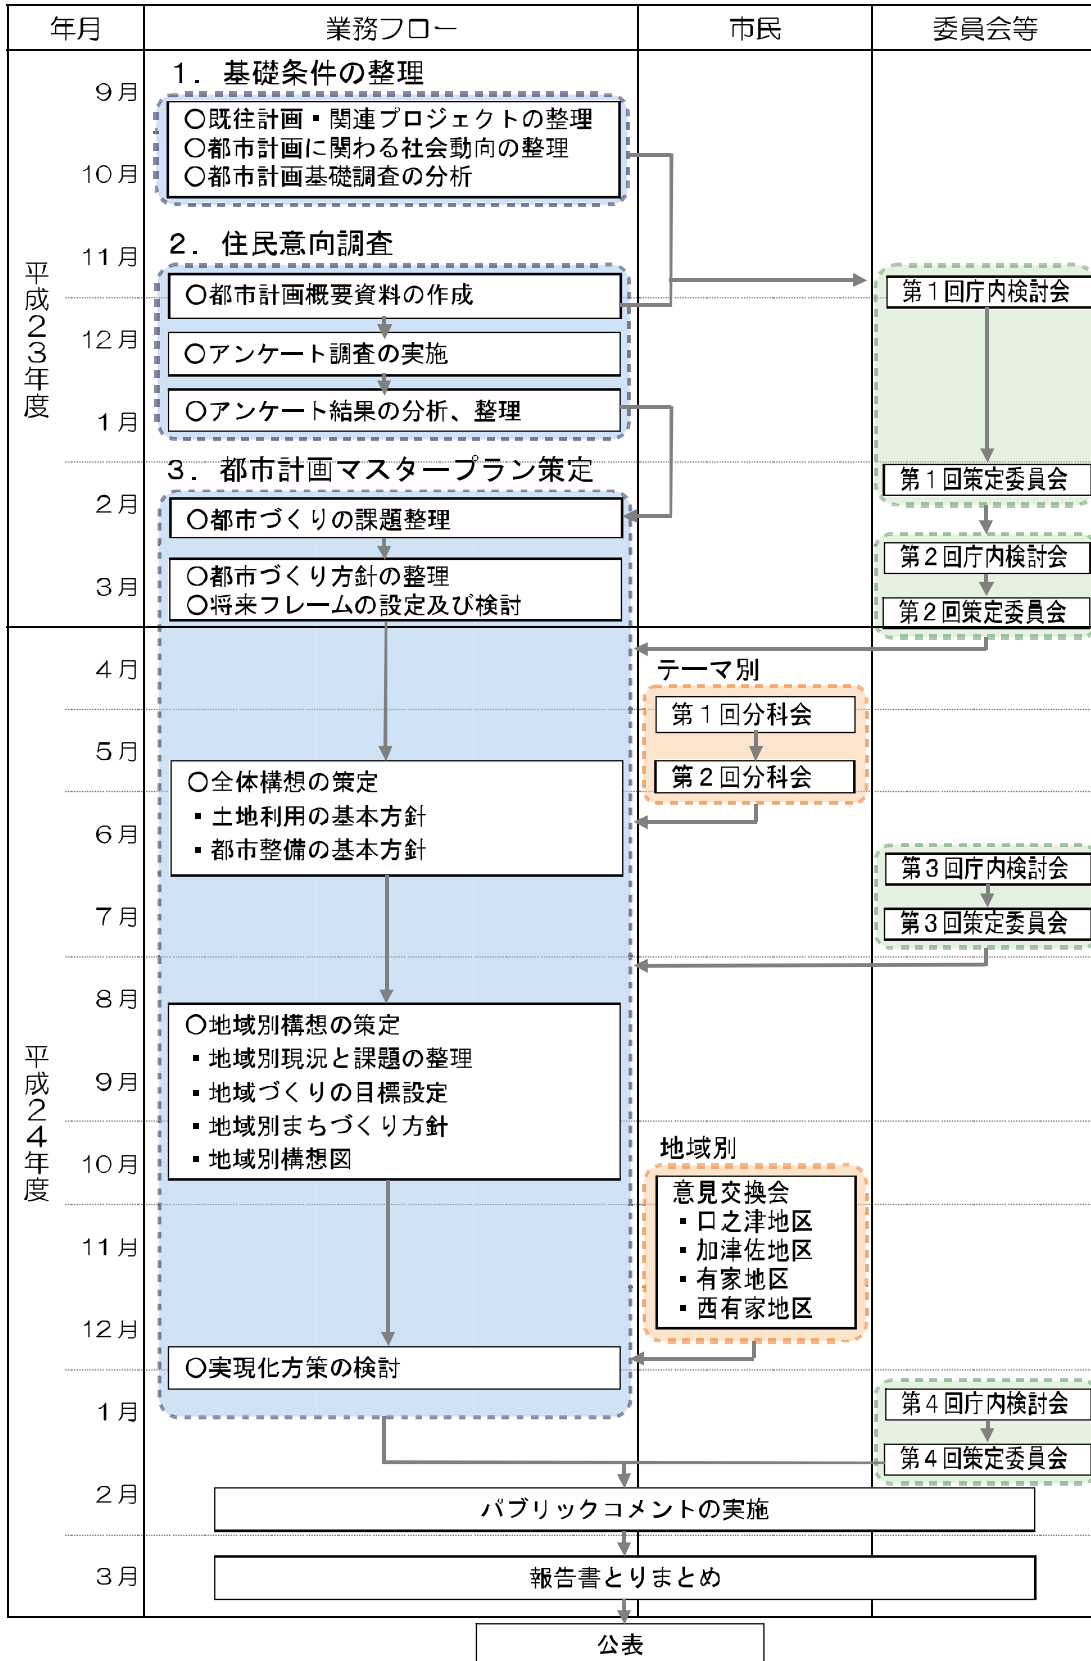 年月
業務フロー
市民
委員会等
平成23年度
9月
10月
11月
12月
1月
2月
3月
1．基礎条件の整理
○既往計画・関連プロジェクトの整理
○都市計画に関わる社会動向の整理
○都市計画基礎調査の分析
2．住民意向調査
○都市計画概要資料の作成
○アンケート調査の実施
○アンケート結果の分析、整理
第1回庁内検討会
第1回策定委員会
3．都市計画マスタープラン策定
○都市づくりの課題整理
○都市づくり方針の整理
○将来フレームの設定及び検討
第2回庁内検討会
第2回策定委員会
平成24年度
4月
5月
6月
7月
8月
9月
10月
11月
12月
1月
2月
3月
テーマ別
第1回分科会
第2回分科会
○全体構想の策定
・土地利用の基本方針
・都市整備の基本方針
第3回庁内検討会
第3回策定委員会
○地域別構想の策定
・地域別現況と課題の整理
・地域づくりの目標設定
・地域別まちづくり方針
・地域別構想図
地域別
意見交換会
・口之津地区
・加津佐地区
・有家地区
・西有家地区
○実現化方策の検討
第4回庁内検討会
第4回策定委員会
パブリックコメントの実施
報告書とりまとめ
公表